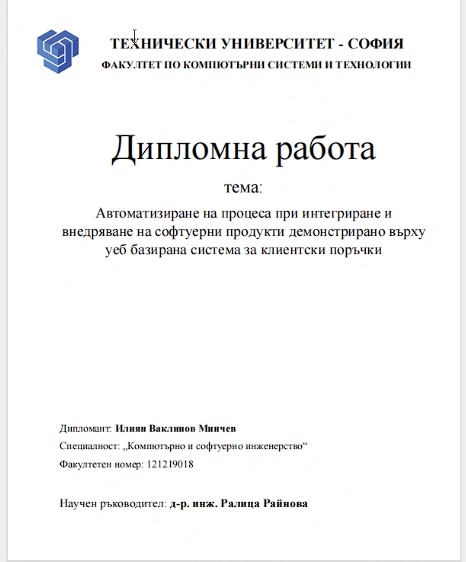 ТЕХНИЧЕСКИ УНИВЕРСИТЕТ - СОФИЯ
ФАКУЛТЕТ ПО КОМПЮТЪРНИ СИСТЕМИ И ТЕХНОЛОГИИ
Дипломна работа
тема:
Автоматизиране на процеса при интегриране и
внедряване на софтуерни продукти демонстрирано върху
уеб базирана система за клиентски поръчки
Дипломант: Илиян Ваклинов Минчев
Специалност: „Компютърно и софтуерно инженерство“
Факултетен номер: 121219018
Научен ръководител: д-р. инж. Ралица Райнова